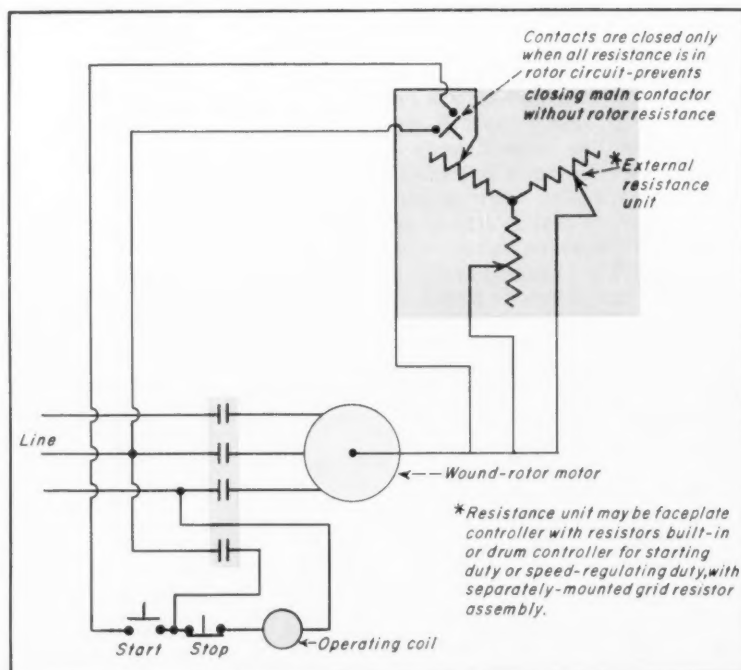 Contacts are closed only
when all resistance is in
rotor circuit-prevents
closing main contactor
without rotor resistance
*External
resistance
unit
Line
Wound-rotor motor
*Resistance unit may be faceplate
controller with resistors built-in
or drum controller for starting
duty or speed-regulating duty, with
separately-mounted grid resistor
assembly.
Start Stop Operating coil